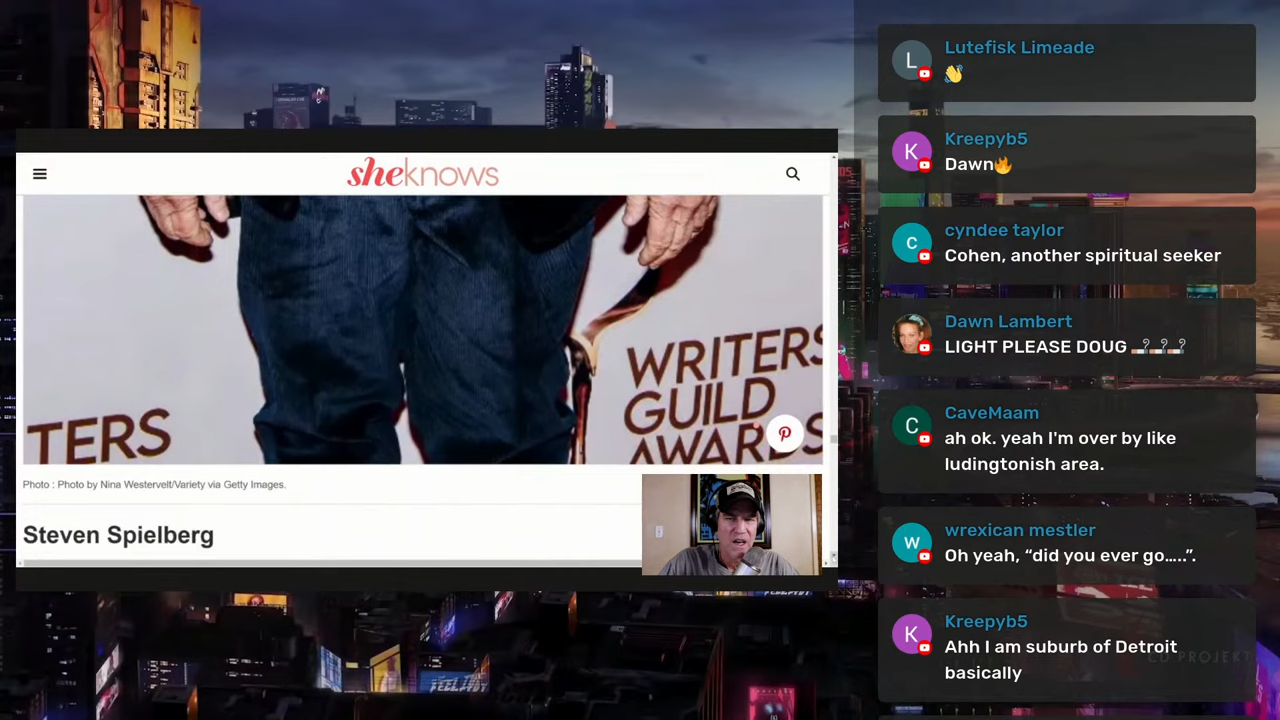 sheknows
WRITERS
GUILD
AWARDS
TERS
Photo : Photo by Nina Westervelt/Variety via Getty Images.
Steven Spielberg
L
Lutefisk Limeade
👋
K
Kreepyb5
Dawn🔥
c
cyndee taylor
Cohen, another spiritual seeker
Dawn Lambert
LIGHT PLEASE DOUG 🚬🚬🚬
C
CaveMaam
ah ok. yeah I'm over by like
ludingtonish area.
w
wrexican mestler
Oh yeah, “did you ever go…..”.
K
Kreepyb5
Ahh I am suburb of Detroit
basically
CD PROJEKT